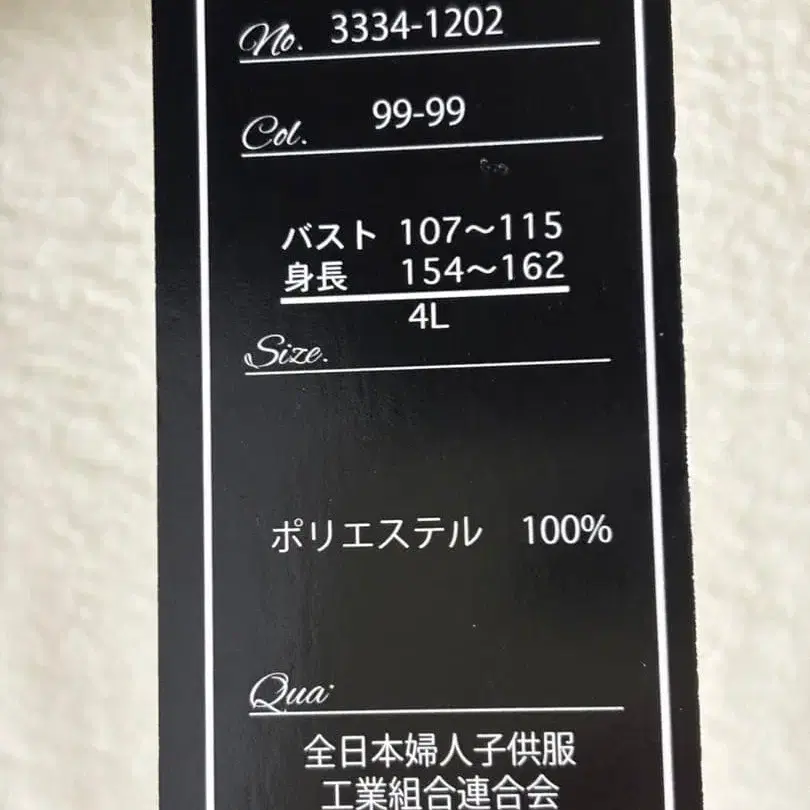 No. 3334-1202
Col. 99-99
バスト 107～115
身長 154～162
4L
Size.
ポリエステル 100%
Qua.
全日本婦人子供服
工業組合連合会